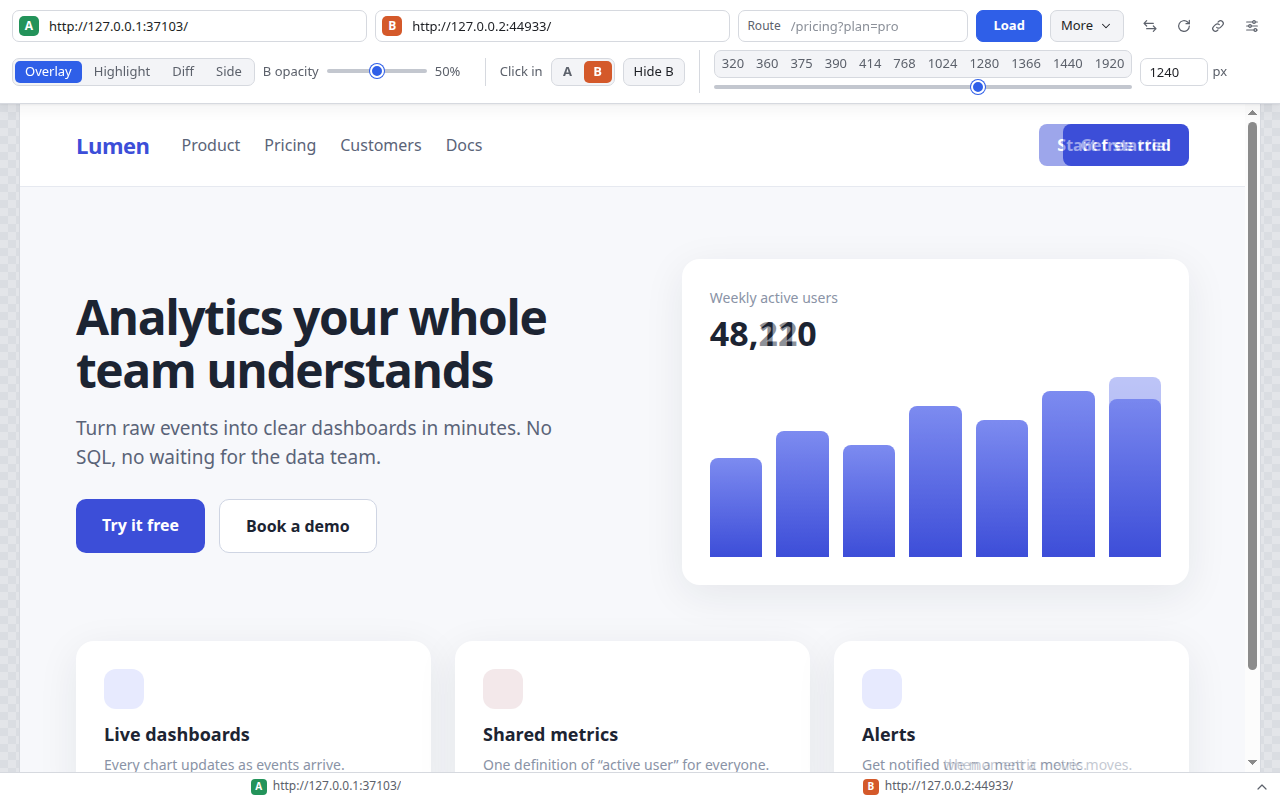 A http://127.0.0.1:37103/
B http://127.0.0.2:44933/
Route /pricing?plan=pro
Load
More
Overlay Highlight Diff Side
B opacity 50%
Click in A B Hide B
320 360 375 390 414 768 1024 1280 1366 1440 1920
1240 px
Lumen Product Pricing Customers Docs
Analytics your whole
team understands
Turn raw events into clear dashboards in minutes. No
SQL, no waiting for the data team.
Try it free Book a demo
Weekly active users
48,
Live dashboards
Every chart updates as events arrive.
Shared metrics
One definition of “active user” for everyone.
Alerts
Get notified
A http://127.0.0.1:37103/
B http://127.0.0.2:44933/